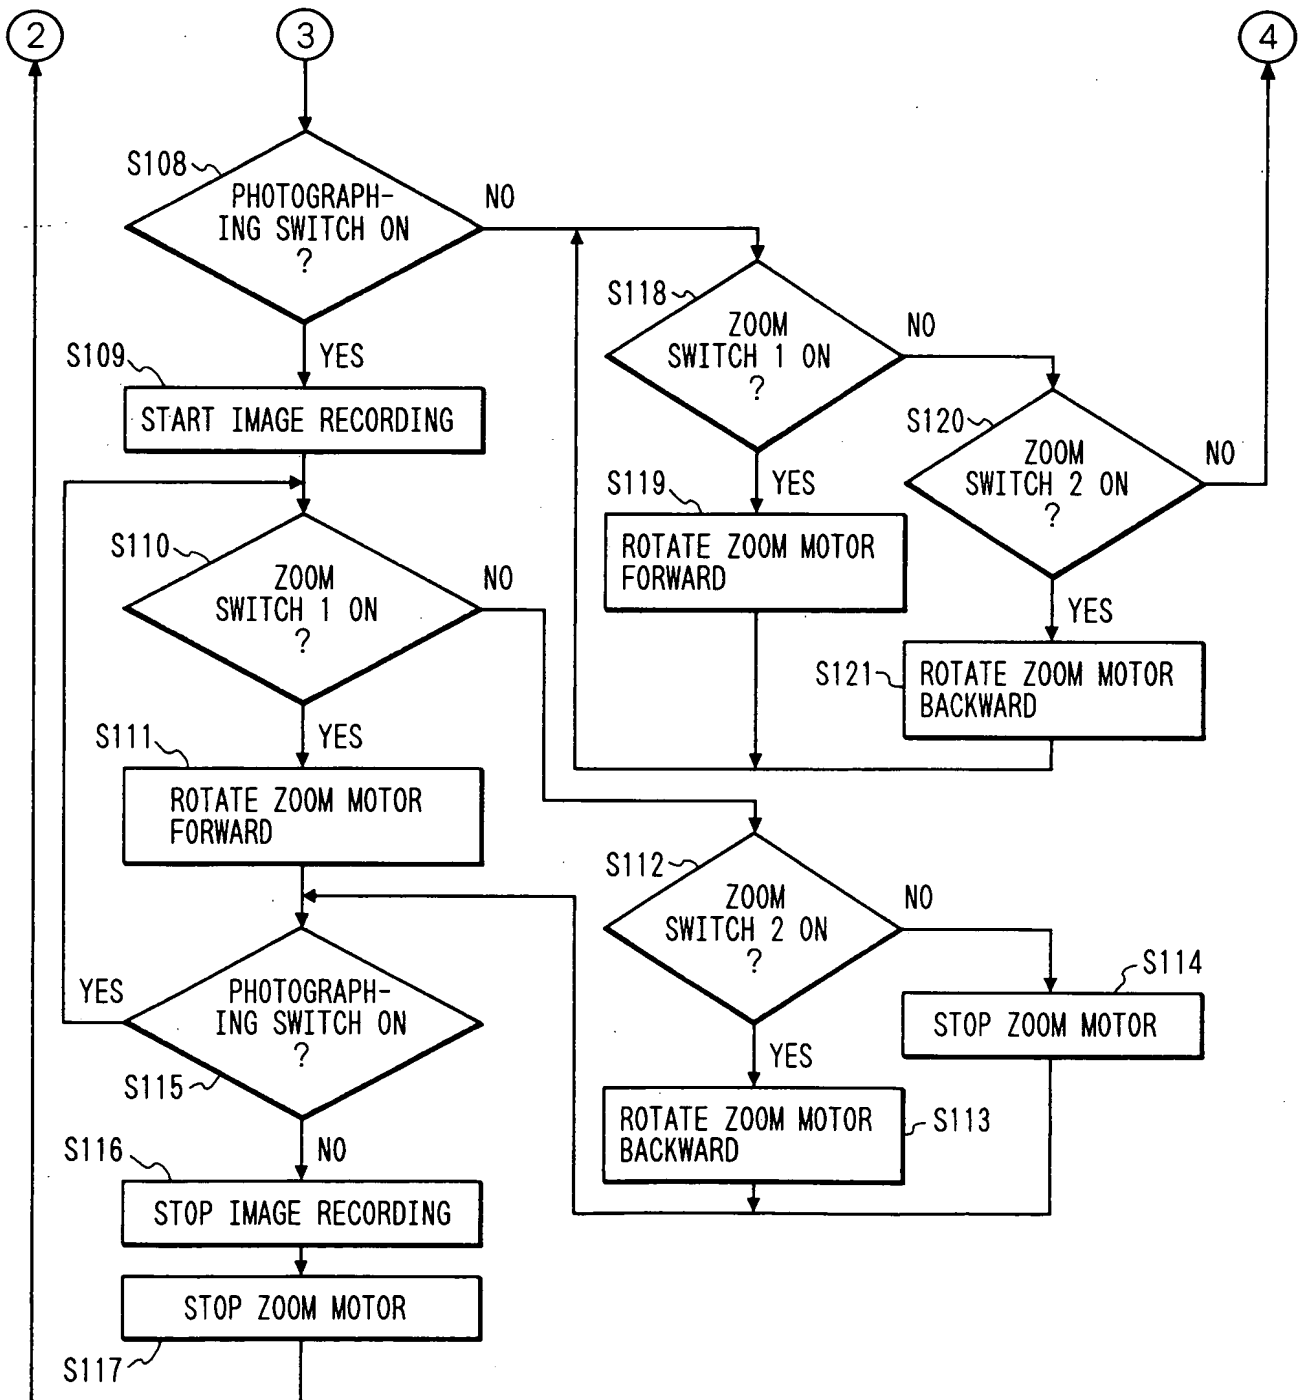 2
3
4
S108
PHOTOGRAPH-
ING SWITCH ON
?
NO
YES
S109
START IMAGE RECORDING
S118
ZOOM
SWITCH 1 ON
?
NO
YES
S119
ROTATE ZOOM MOTOR
FORWARD
S120
ZOOM
SWITCH 2 ON
?
NO
YES
S121
ROTATE ZOOM MOTOR
BACKWARD
S110
ZOOM
SWITCH 1 ON
?
NO
YES
S111
ROTATE ZOOM MOTOR
FORWARD
S112
ZOOM
SWITCH 2 ON
?
NO
YES
S114
STOP ZOOM MOTOR
S113
ROTATE ZOOM MOTOR
BACKWARD
YES
PHOTOGRAPH-
ING SWITCH ON
?
S115
NO
S116
STOP IMAGE RECORDING
STOP ZOOM MOTOR
S117